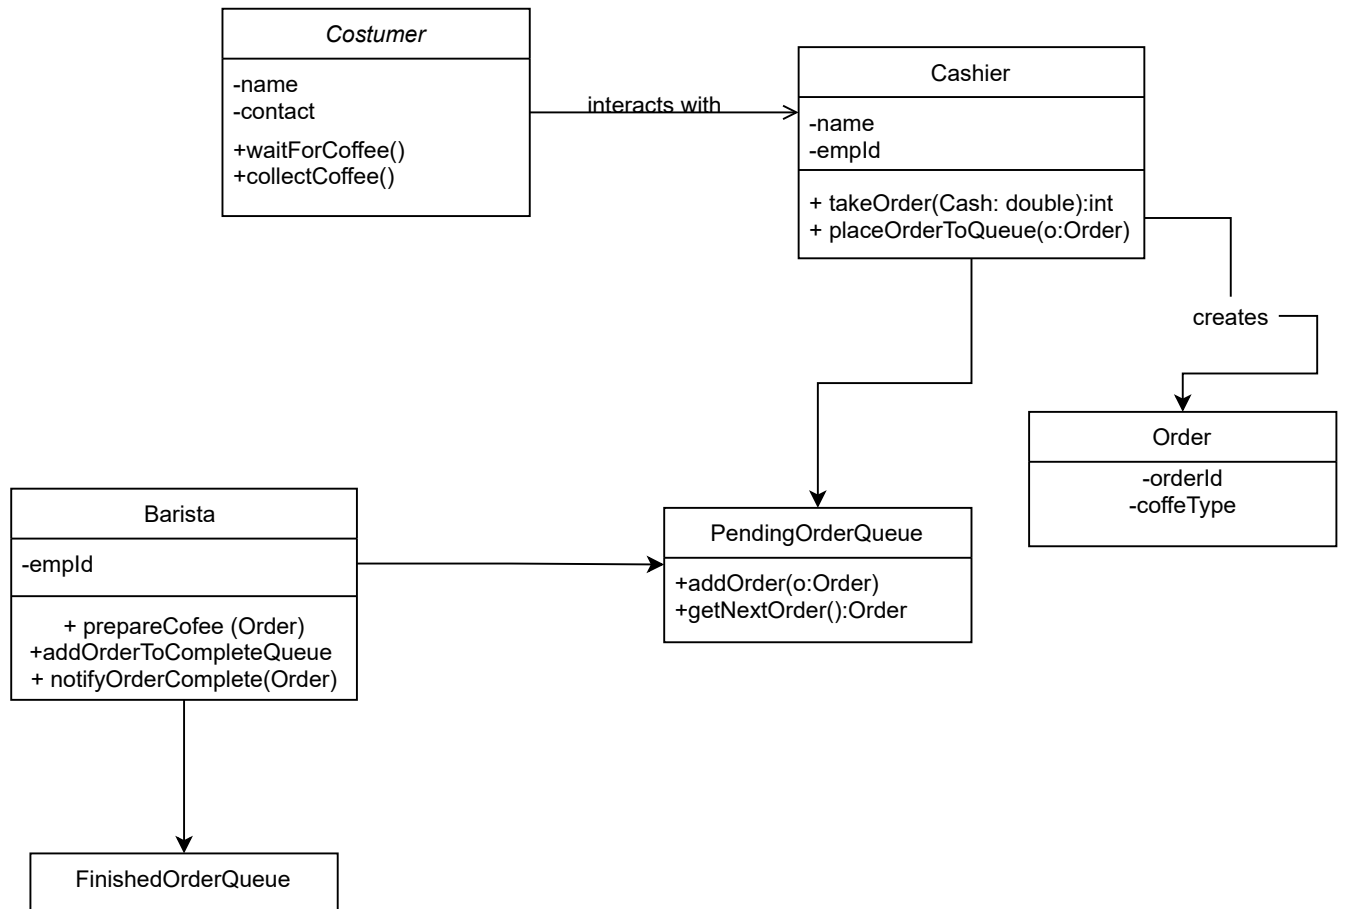 Costumer
-name
-contact
+waitForCoffee()
+collectCoffee()
interacts with
Cashier
-name
-empId
+ takeOrder(Cash: double):int
+ placeOrderToQueue(o:Order)
creates
Order
-orderId
-coffeType
Barista
-empId
+ prepareCofee (Order)
+addOrderToCompleteQueue
+ notifyOrderComplete(Order)
PendingOrderQueue
+addOrder(o:Order)
+getNextOrder():Order
FinishedOrderQueue